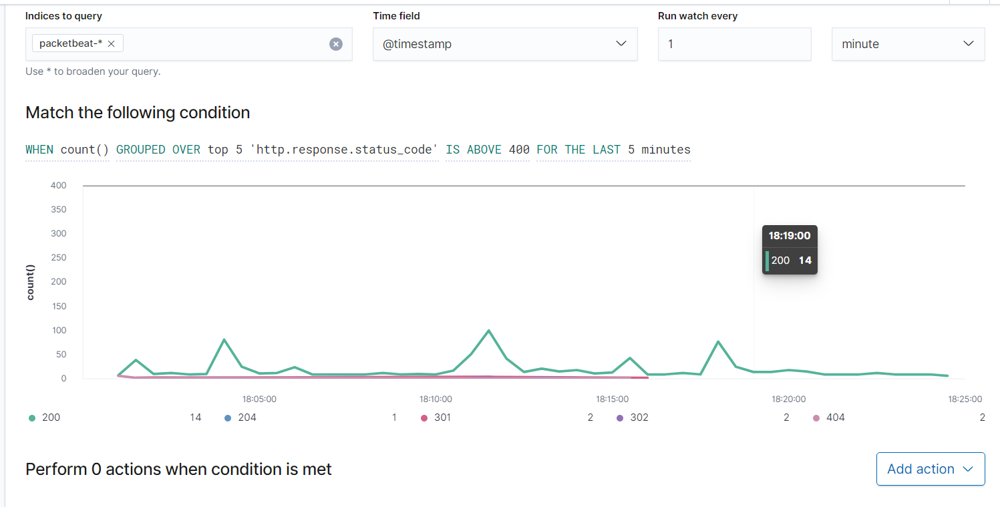 Indices to query Time field Run watch every
packetbeat-* @timestamp 1 minute
Use * to broaden your query.
Match the following condition
WHEN count() GROUPED OVER top 5 'http.response.status_code' IS ABOVE 400 FOR THE LAST 5 minutes
400
350
300
250
200
150
100
50
0
count()
18:19:00
200 14
18:05:00 18:10:00 18:15:00 18:20:00 18:25:00
200 14 204 1 301 2 302 2 404 2
Perform 0 actions when condition is met Add action